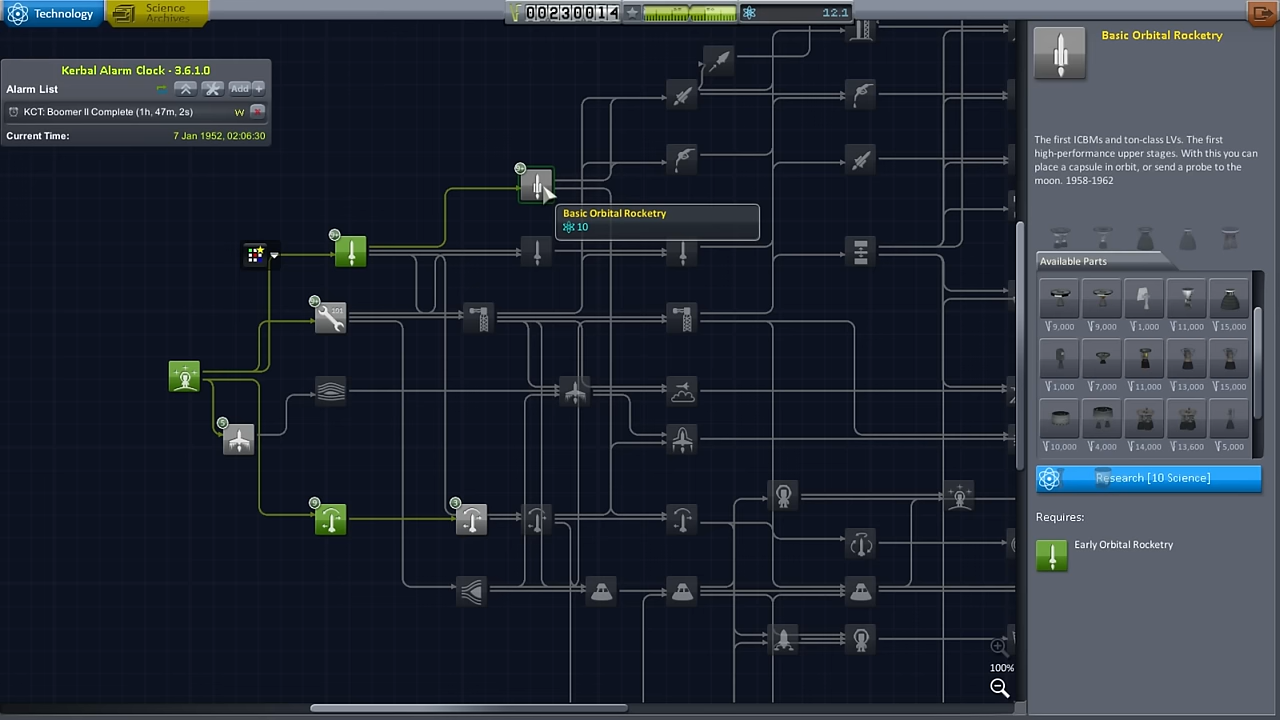 Technology
Science
Archives
00230014
12.1
Kerbal Alarm Clock - 3.6.1.0
Alarm List
Add +
KCT: Boomer II Complete (1h, 47m, 2s)
W
Current Time:
7 Jan 1952, 02:06:30
Basic Orbital Rocketry
10
101
9
3
5
100%
Basic Orbital Rocketry
The first ICBMs and ton-class LVs. The first
high-performance upper stages. With this you can
place a capsule in orbit, or send a probe to the
moon. 1958-1962
Available Parts
9,000
9,000
1,000
11,000
15,000
1,000
7,000
11,000
13,000
15,000
10,000
4,000
14,000
13,600
5,000
Research [10 Science]
Requires:
Early Orbital Rocketry